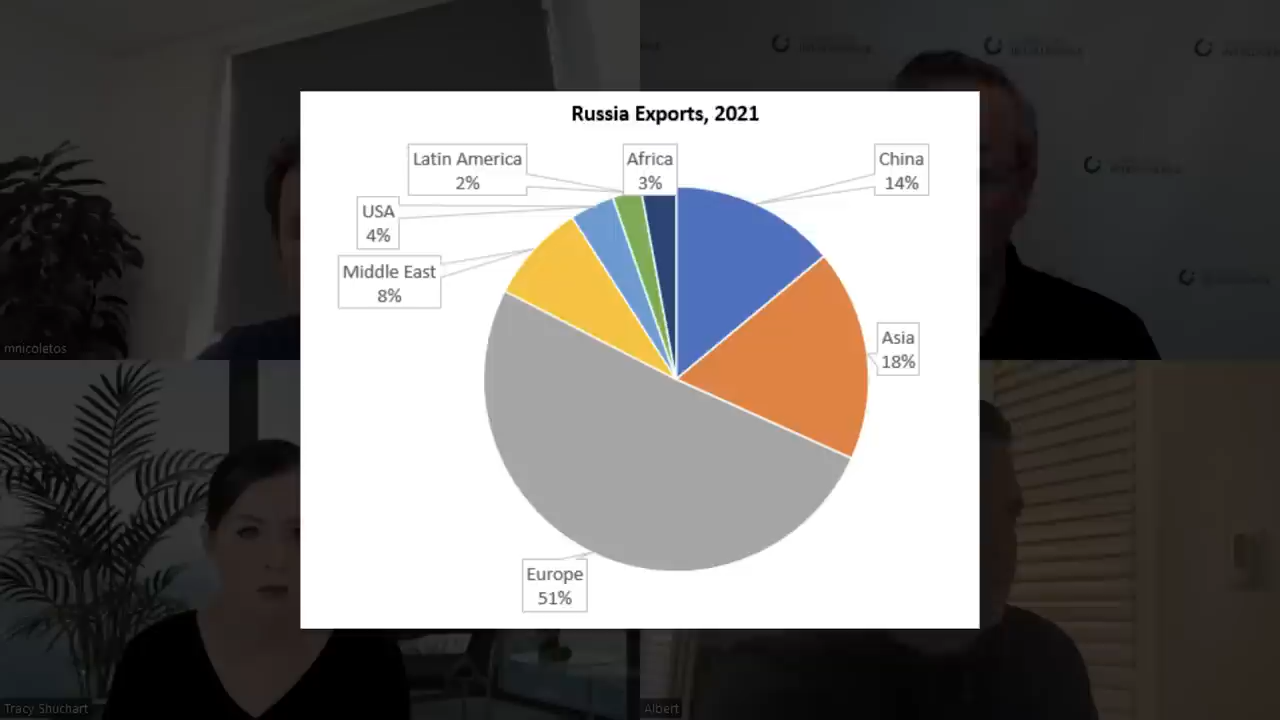 Russia Exports, 2021
Latin America
2%
Africa
3%
China
14%
USA
4%
Middle East
8%
Asia
18%
Europe
51%
mnicoletos
Tracy Shuchart
Albert